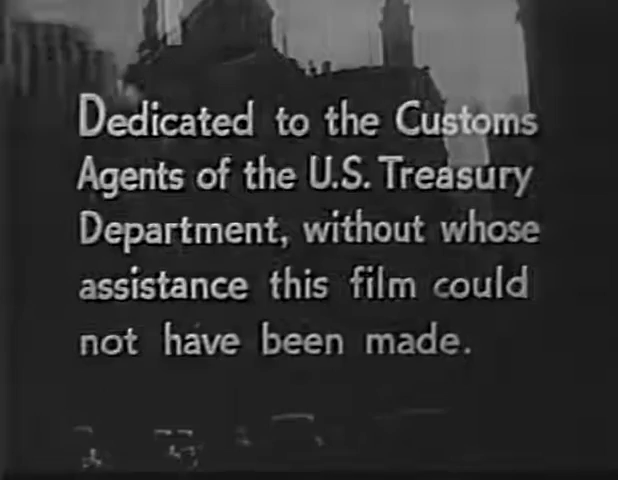 Dedicated to the Customs
Agents of the U.S. Treasury
Department, without whose
assistance this film could
not have been made.